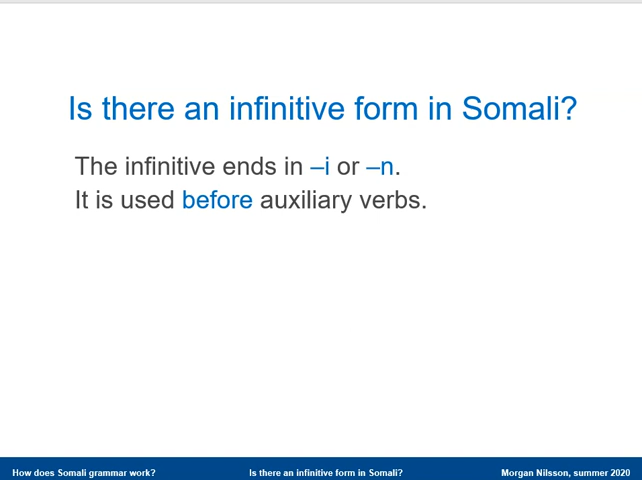 Is there an infinitive form in Somali?
The infinitive ends in –i or –n.
It is used before auxiliary verbs.
How does Somali grammar work? Is there an infinitive form in Somali? Morgan Nilsson, summer 2020